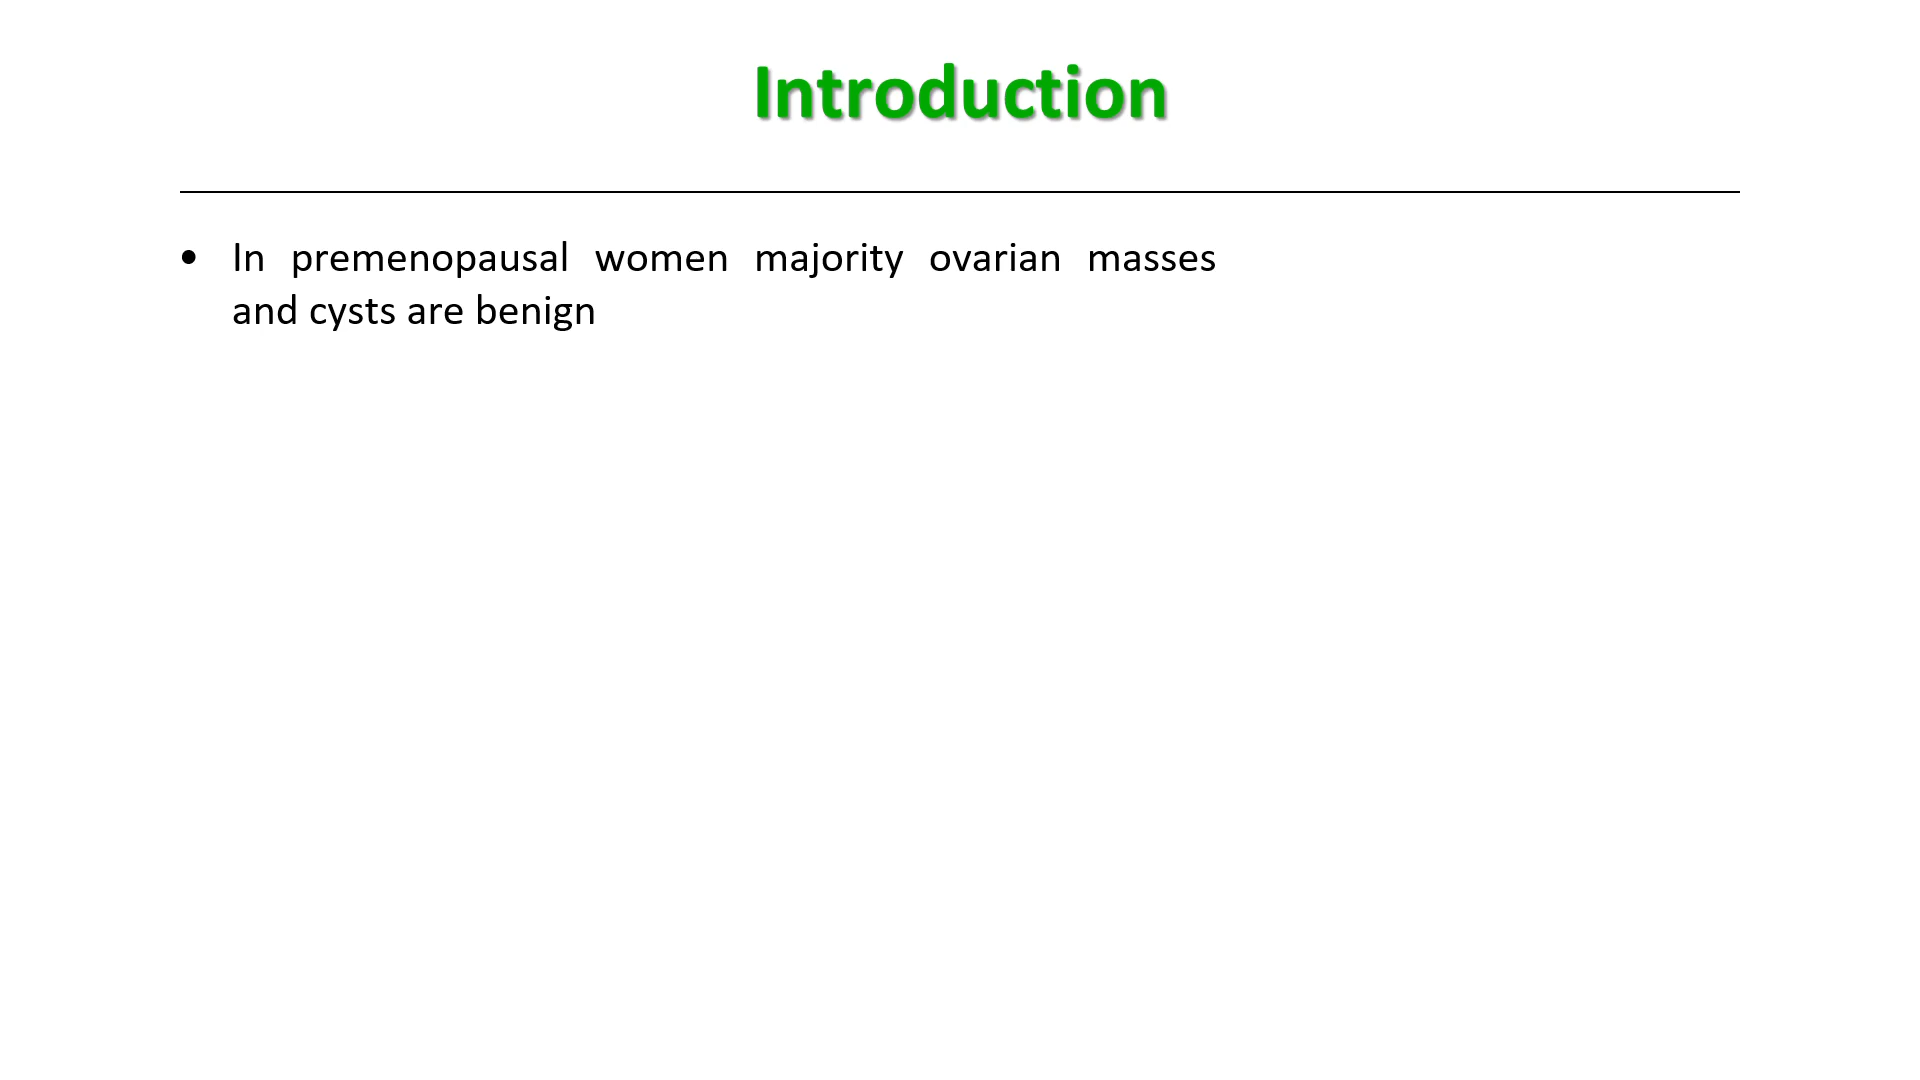 Introduction
• In premenopausal women majority ovarian masses
and cysts are benign